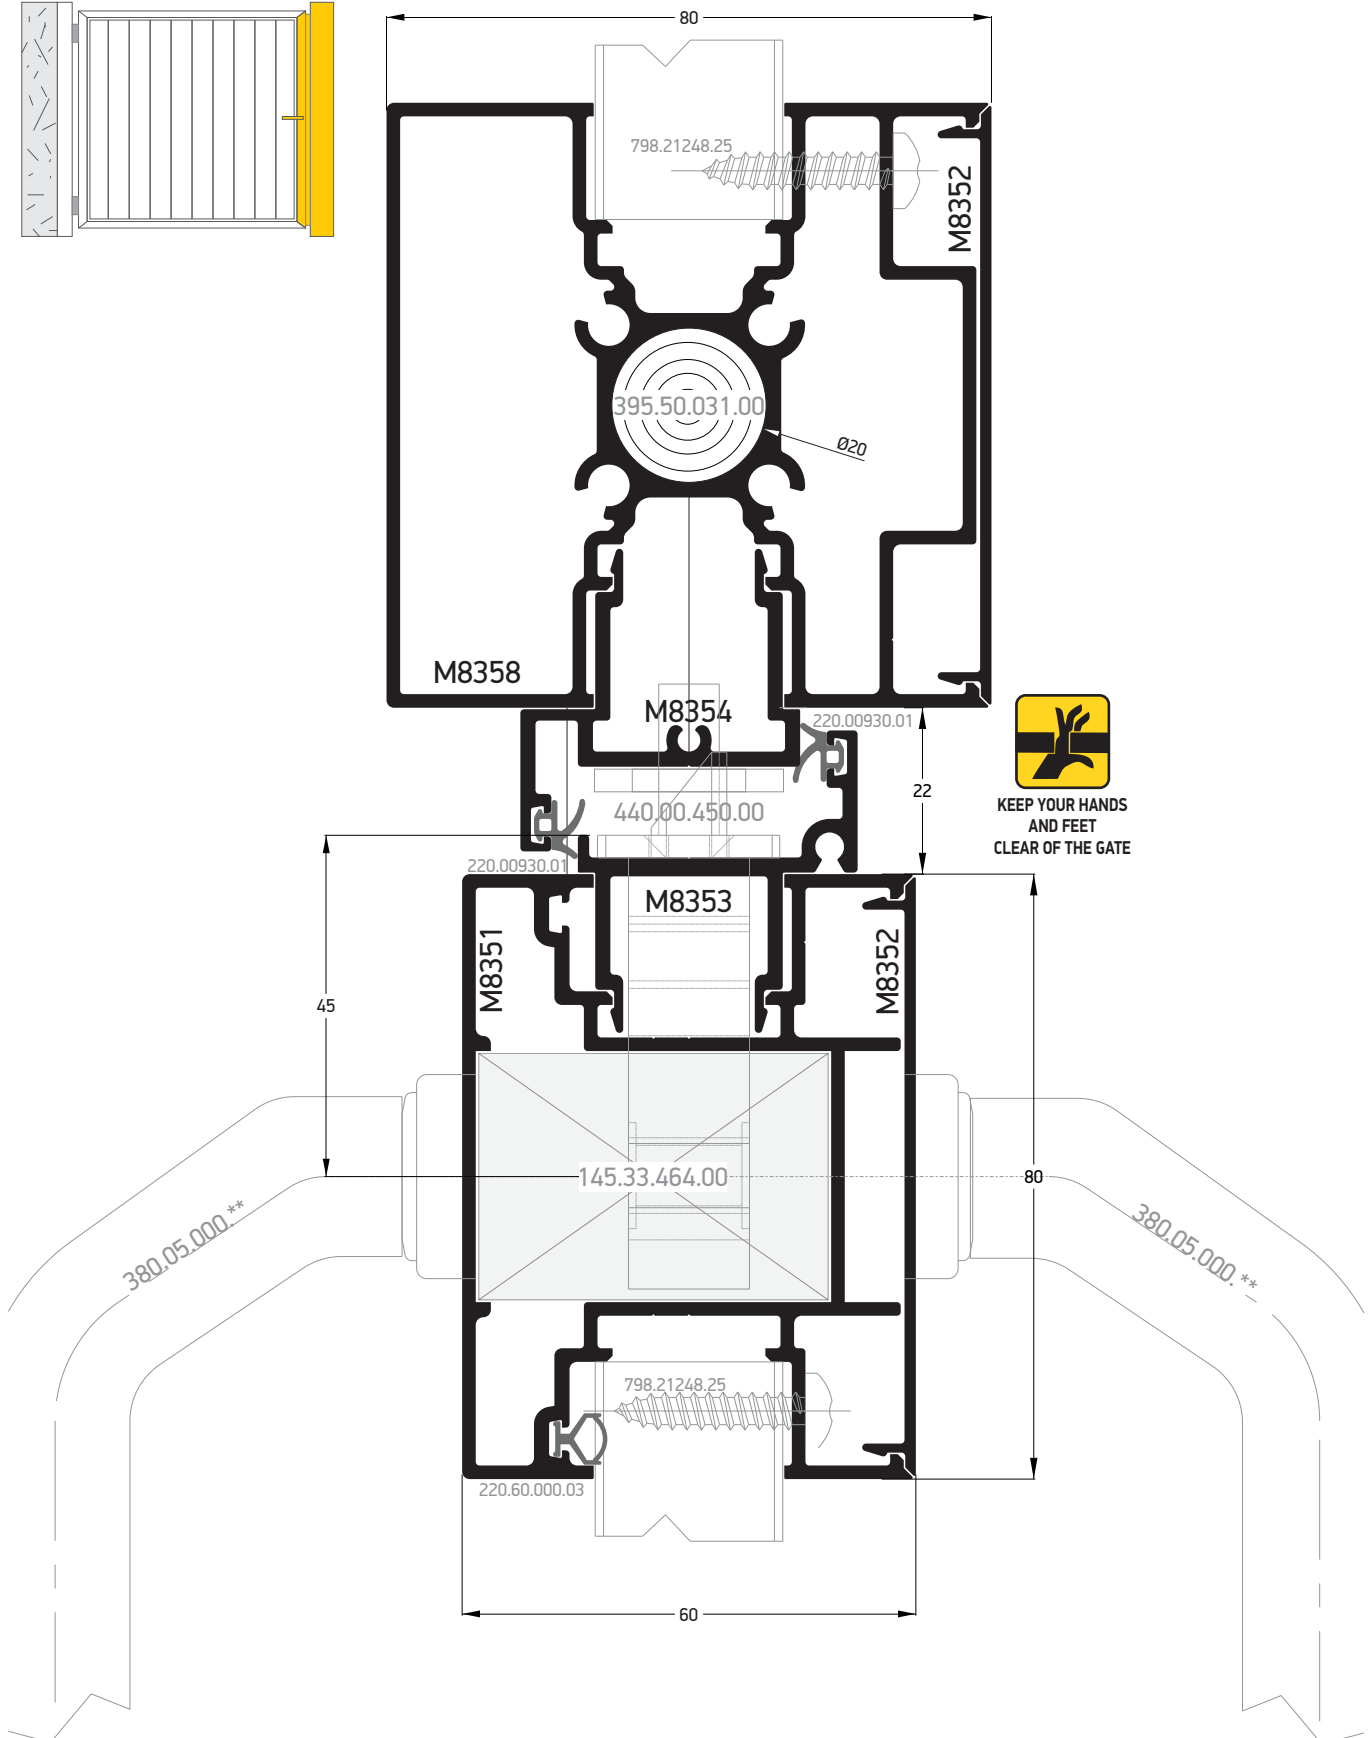 80
798.21248.25
M8352
395.50.031.00
Ø20
M8358
M8354
220.00930.01
22
KEEP YOUR HANDS
AND FEET
CLEAR OF THE GATE
440.00.450.00
220.00930.01
M8353
M8351
M8352
45
145.33.464.00
80
380.05.000.**
380.05.000.**
798.21248.25
220.60.000.03
60